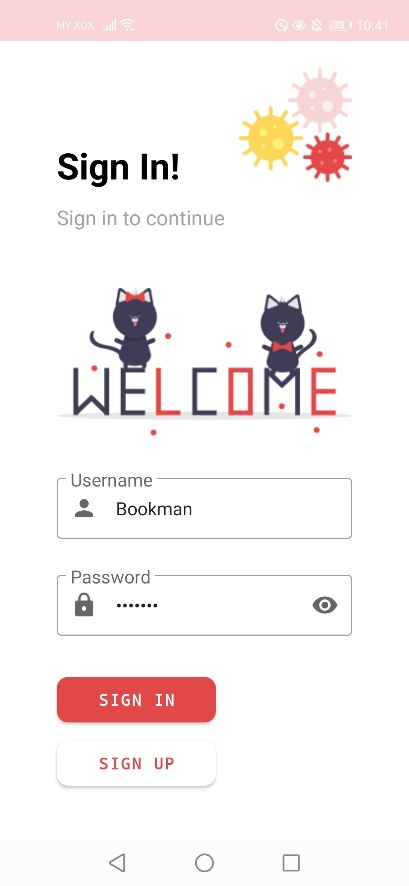 MY XOX 10:41
Sign In!
Sign in to continue
WELCOME
Username
Bookman
Password
•••••••
SIGN IN
SIGN UP